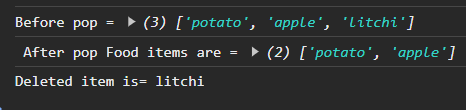 Before pop = ▶ (3) ['potato', 'apple', 'litchi']
After pop Food items are = ▶ (2) ['potato', 'apple']
Deleted item is= litchi